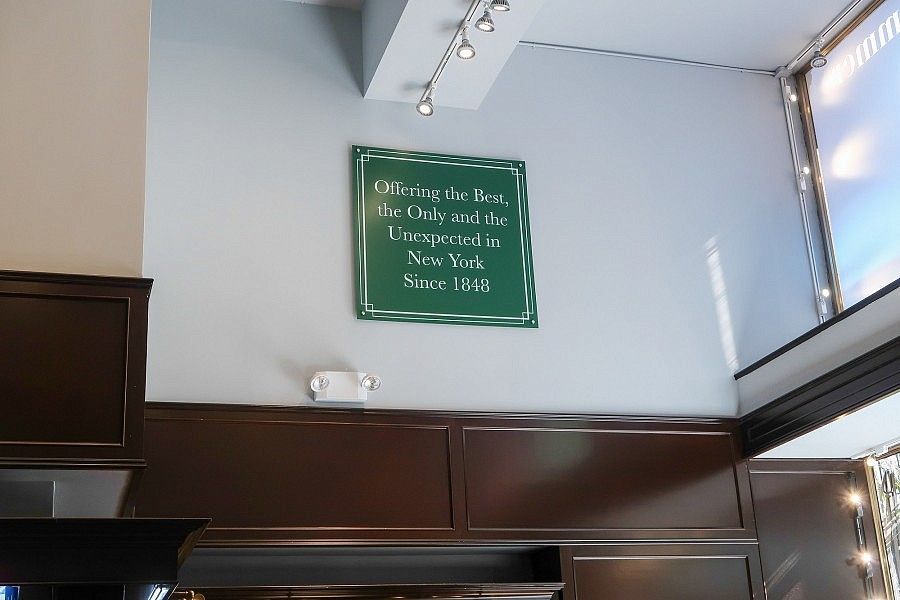 Offering the Best,
the Only and the
Unexpected in
New York
Since 1848